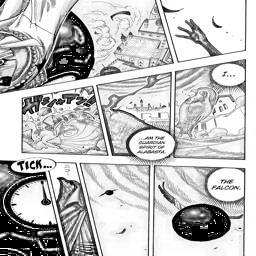 I...
...AM THE
GUARDIAN
SPIRIT OF
ALABASTA.
TICK...
THE
FALCON.